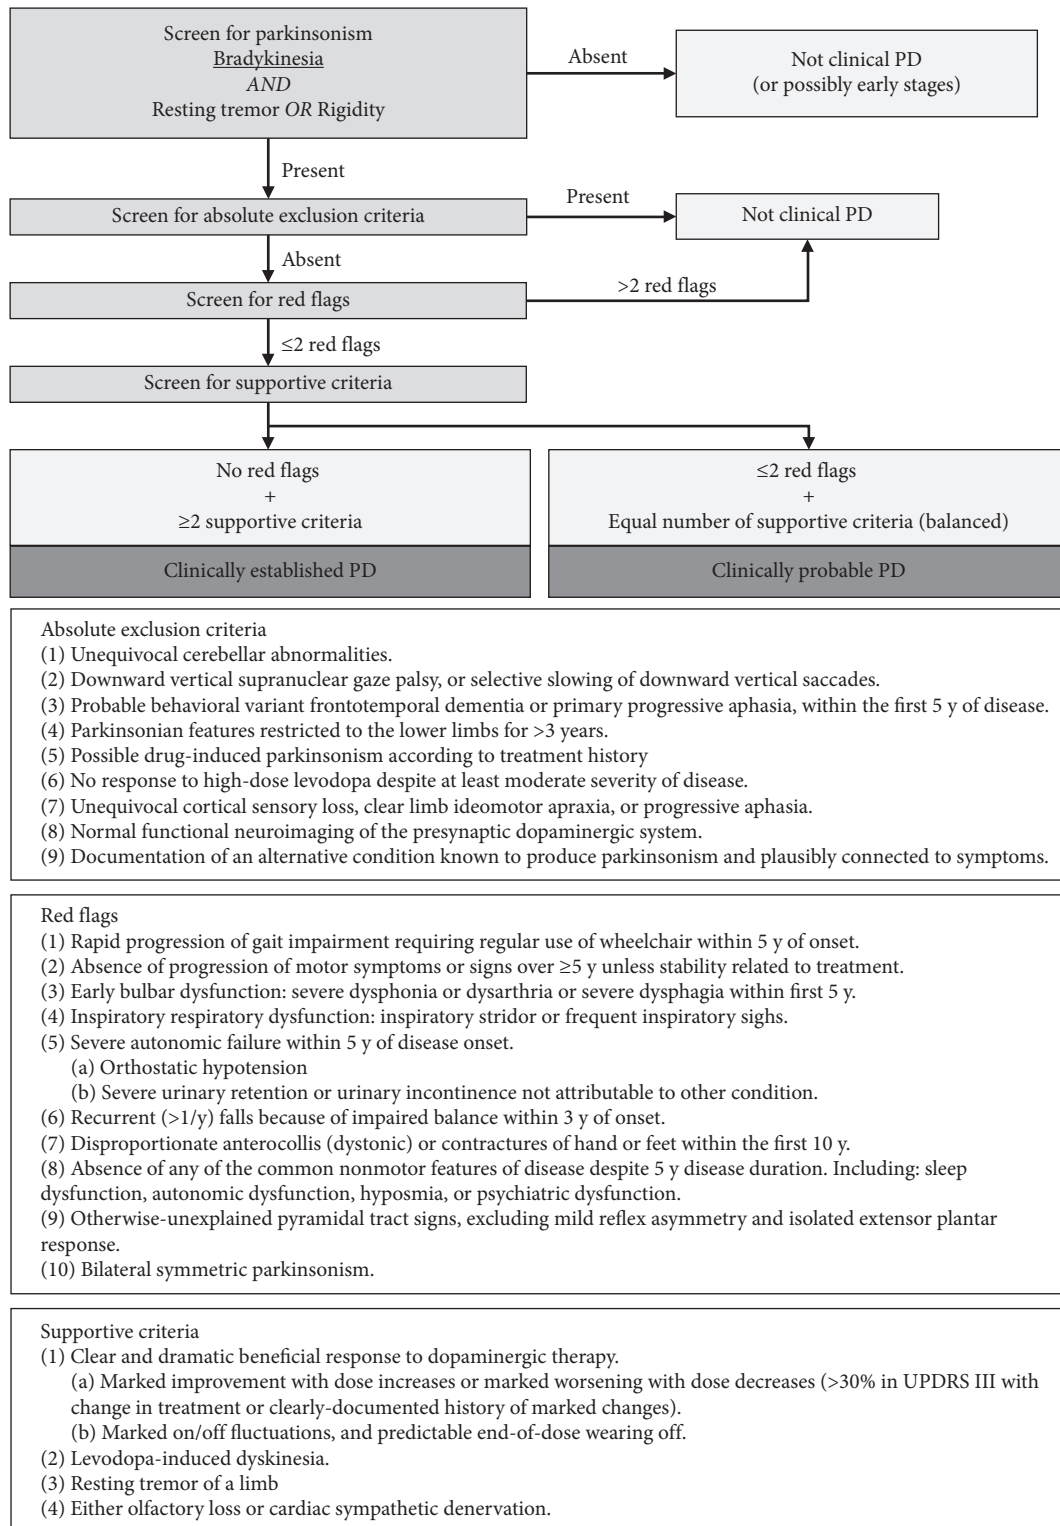 Screen for parkinsonism
Bradykinesia
AND
Resting tremor OR Rigidity
Absent
Not clinical PD
(or possibly early stages)
Present
Screen for absolute exclusion criteria
Present
Not clinical PD
Absent
Screen for red flags
>2 red flags
≤2 red flags
Screen for supportive criteria
No red flags
+
≥2 supportive criteria
Clinically established PD
≤2 red flags
+
Equal number of supportive criteria (balanced)
Clinically probable PD
Absolute exclusion criteria
(1) Unequivocal cerebellar abnormalities.
(2) Downward vertical supranuclear gaze palsy, or selective slowing of downward vertical saccades.
(3) Probable behavioral variant frontotemporal dementia or primary progressive aphasia, within the first 5 y of disease.
(4) Parkinsonian features restricted to the lower limbs for >3 years.
(5) Possible drug-induced parkinsonism according to treatment history
(6) No response to high-dose levodopa despite at least moderate severity of disease.
(7) Unequivocal cortical sensory loss, clear limb ideomotor apraxia, or progressive aphasia.
(8) Normal functional neuroimaging of the presynaptic dopaminergic system.
(9) Documentation of an alternative condition known to produce parkinsonism and plausibly connected to symptoms.
Red flags
(1) Rapid progression of gait impairment requiring regular use of wheelchair within 5 y of onset.
(2) Absence of progression of motor symptoms or signs over ≥5 y unless stability related to treatment.
(3) Early bulbar dysfunction: severe dysphonia or dysarthria or severe dysphagia within first 5 y.
(4) Inspiratory respiratory dysfunction: inspiratory stridor or frequent inspiratory sighs.
(5) Severe autonomic failure within 5 y of disease onset.
(a) Orthostatic hypotension
(b) Severe urinary retention or urinary incontinence not attributable to other condition.
(6) Recurrent (>1/y) falls because of impaired balance within 3 y of onset.
(7) Disproportionate anterocollis (dystonic) or contractures of hand or feet within the first 10 y.
(8) Absence of any of the common nonmotor features of disease despite 5 y disease duration. Including: sleep
dysfunction, autonomic dysfunction, hyposmia, or psychiatric dysfunction.
(9) Otherwise-unexplained pyramidal tract signs, excluding mild reflex asymmetry and isolated extensor plantar
response.
(10) Bilateral symmetric parkinsonism.
Supportive criteria
(1) Clear and dramatic beneficial response to dopaminergic therapy.
(a) Marked improvement with dose increases or marked worsening with dose decreases (>30% in UPDRS III with
change in treatment or clearly-documented history of marked changes).
(b) Marked on/off fluctuations, and predictable end-of-dose wearing off.
(2) Levodopa-induced dyskinesia.
(3) Resting tremor of a limb
(4) Either olfactory loss or cardiac sympathetic denervation.